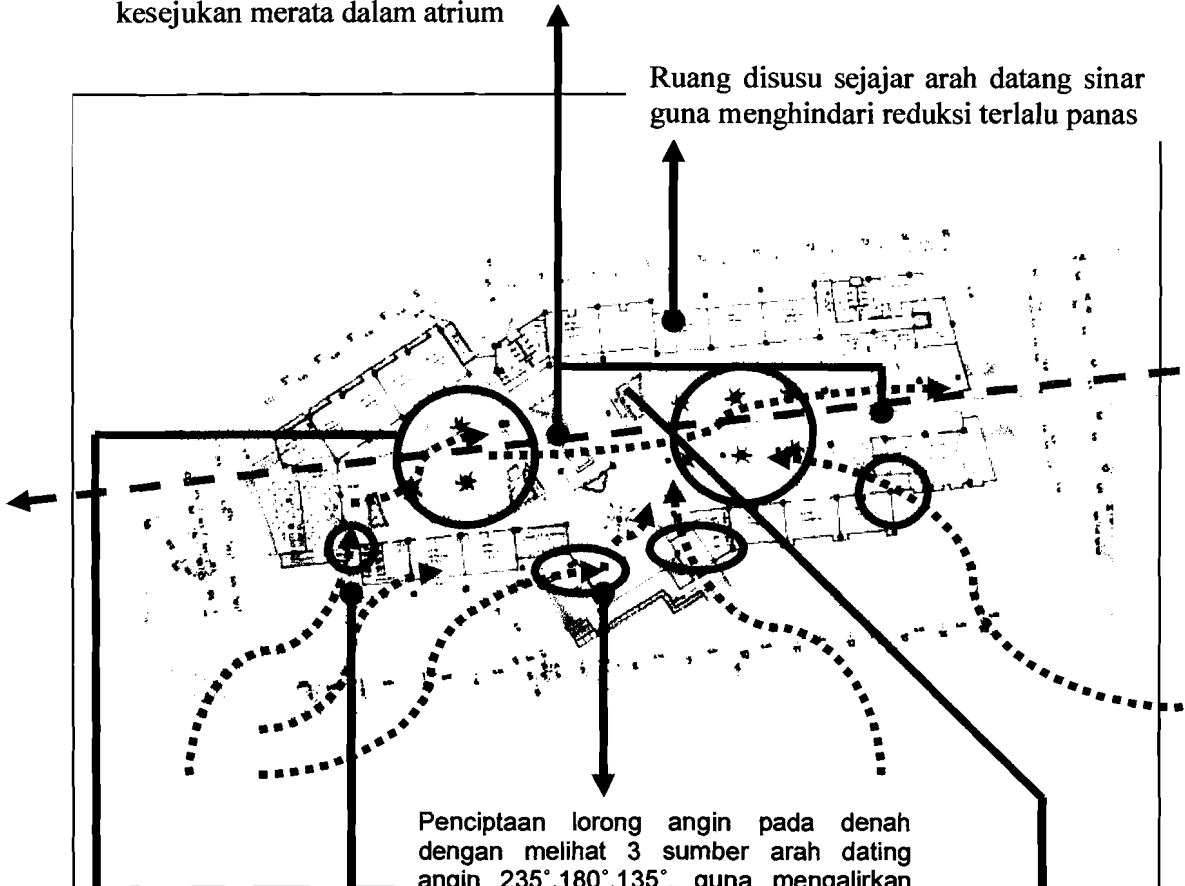 kesejukan merata dalam atrium
Ruang disusu sejajar arah datang sinar
guna menghindari reduksi terlalu panas
Penciptaan lorong angin pada denah
dengan melihat 3 sumber arah dating
angin 235°,180°,135°, guna mengalirkan